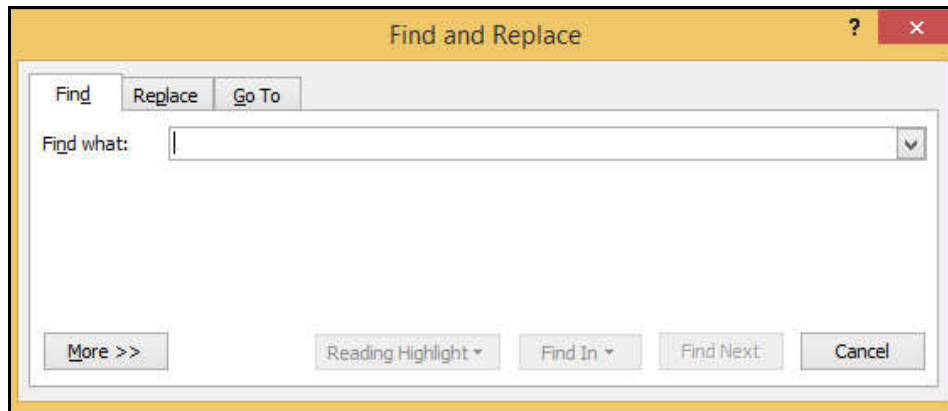 Find and Replace ?
Find Replace Go To
Find what:
More >> Reading Highlight Find In Find Next Cancel